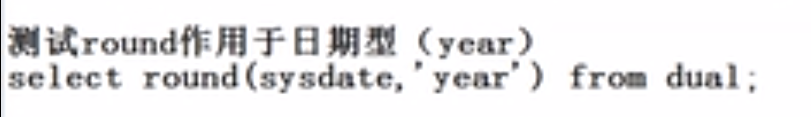 测试round作用于日期型（year）
select round(sysdate,'year') from dual;